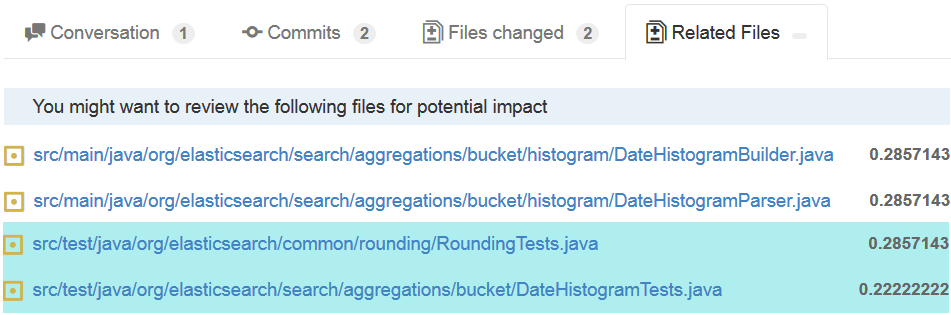 Conversation 1 Commits 2 Files changed 2 Related Files
You might want to review the following files for potential impact
src/main/java/org/elasticsearch/search/aggregations/bucket/histogram/DateHistogramBuilder.java 0.2857143
src/main/java/org/elasticsearch/search/aggregations/bucket/histogram/DateHistogramParser.java 0.2857143
src/test/java/org/elasticsearch/common/rounding/RoundingTests.java 0.2857143
src/test/java/org/elasticsearch/search/aggregations/bucket/DateHistogramTests.java 0.22222222